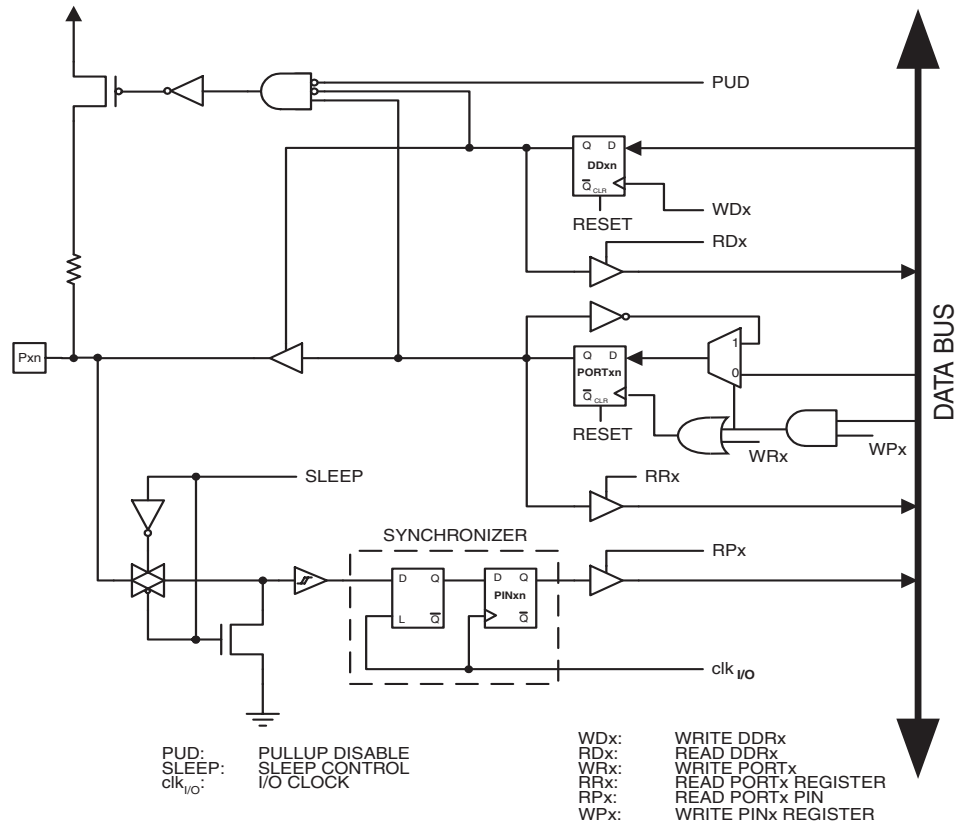 PUD
Q D
DDxn
Q CLR
WDx
RESET
RDx
Pxn
1
Q D
PORTxn
0
Q CLR
RESET
WRx
WPx
SLEEP
RRx
SYNCHRONIZER
RPx
D Q
D Q
PINxn
L Q
Q
clk I/O
DATA BUS
PUD: PULLUP DISABLE
SLEEP: SLEEP CONTROL
clkI/O: I/O CLOCK
WDx: WRITE DDRx
RDx: READ DDRx
WRx: WRITE PORTx
RRx: READ PORTx REGISTER
RPx: READ PORTx PIN
WPx: WRITE PINx REGISTER